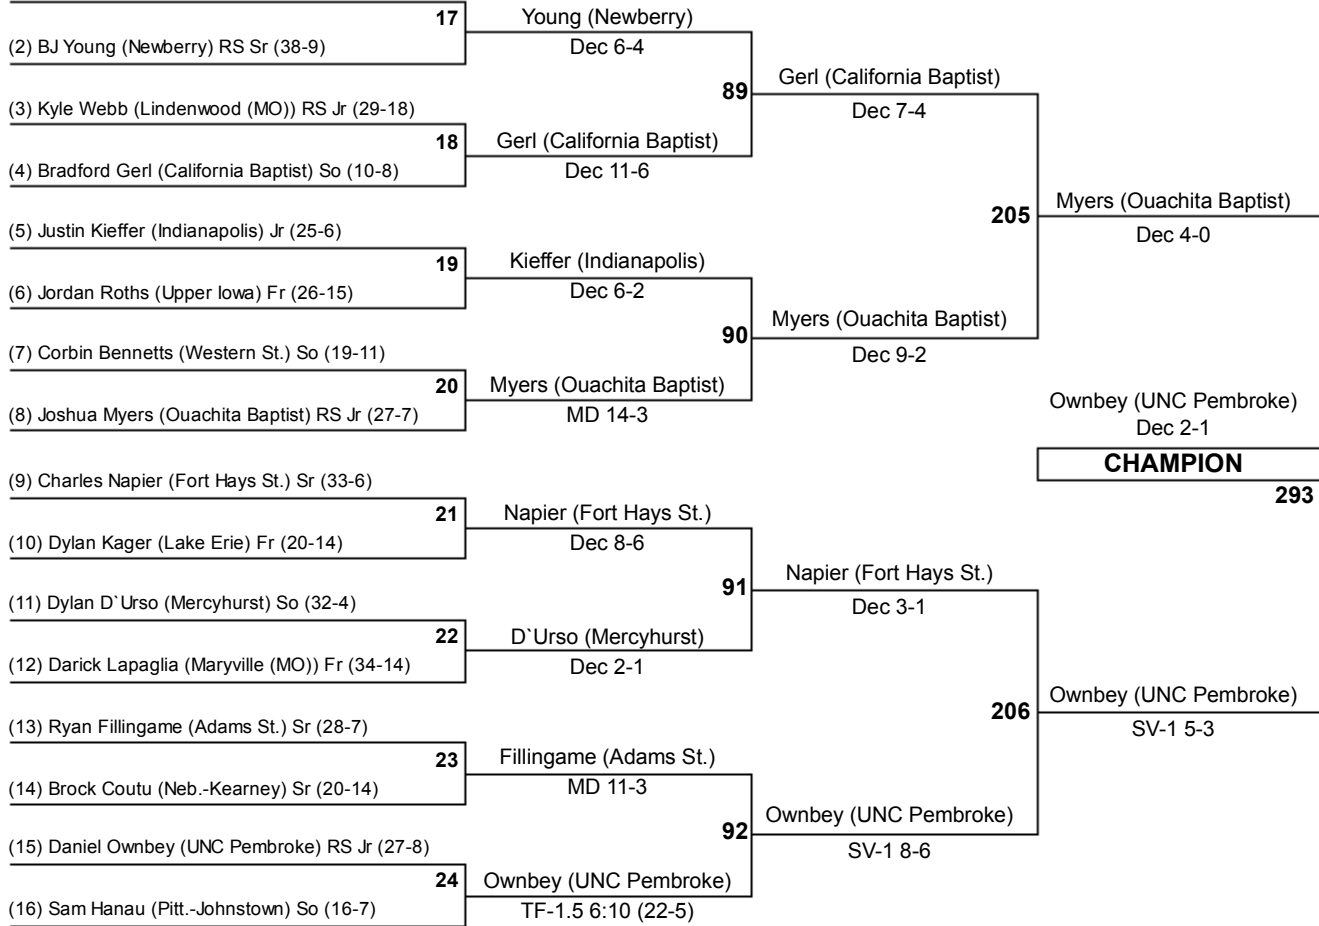 17
(2) BJ Young (Newberry) RS Sr (38-9)
Young (Newberry)
Dec 6-4
(3) Kyle Webb (Lindenwood (MO)) RS Jr (29-18)
18
(4) Bradford Gerl (California Baptist) So (10-8)
Gerl (California Baptist)
Dec 11-6
89
Gerl (California Baptist)
Dec 7-4
(5) Justin Kieffer (Indianapolis) Jr (25-6)
19
(6) Jordan Roths (Upper Iowa) Fr (26-15)
Kieffer (Indianapolis)
Dec 6-2
(7) Corbin Bennetts (Western St.) So (19-11)
20
(8) Joshua Myers (Ouachita Baptist) RS Jr (27-7)
Myers (Ouachita Baptist)
MD 14-3
90
Myers (Ouachita Baptist)
Dec 9-2
205
Myers (Ouachita Baptist)
Dec 4-0
Ownbey (UNC Pembroke)
Dec 2-1
CHAMPION
293
(9) Charles Napier (Fort Hays St.) Sr (33-6)
21
(10) Dylan Kager (Lake Erie) Fr (20-14)
Napier (Fort Hays St.)
Dec 8-6
(11) Dylan D`Urso (Mercyhurst) So (32-4)
22
(12) Darick Lapaglia (Maryville (MO)) Fr (34-14)
D`Urso (Mercyhurst)
Dec 2-1
91
Napier (Fort Hays St.)
Dec 3-1
(13) Ryan Fillingame (Adams St.) Sr (28-7)
23
(14) Brock Coutu (Neb.-Kearney) Sr (20-14)
Fillingame (Adams St.)
MD 11-3
(15) Daniel Ownbey (UNC Pembroke) RS Jr (27-8)
24
(16) Sam Hanau (Pitt.-Johnstown) So (16-7)
Ownbey (UNC Pembroke)
TF-1.5 6:10 (22-5)
92
Ownbey (UNC Pembroke)
SV-1 8-6
206
Ownbey (UNC Pembroke)
SV-1 5-3